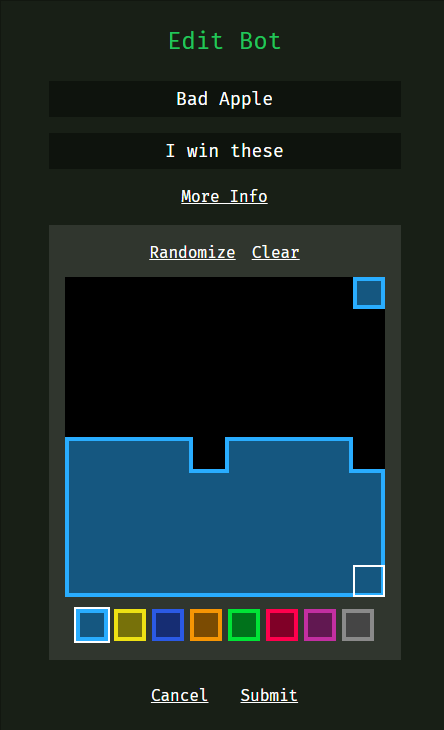 Edit Bot
Bad Apple
I win these
More Info
Randomize Clear
Cancel Submit